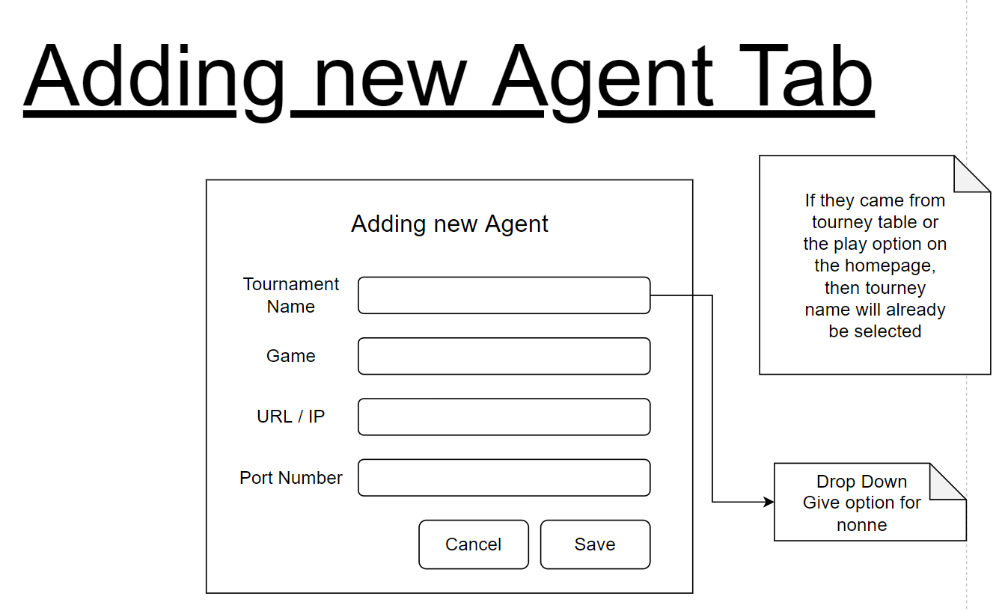 Adding new Agent Tab
Adding new Agent
Tournament
Name
Game
URL / IP
Port Number
Cancel
Save
If they came from
tourney table or
the play option on
the homepage,
then tourney
name will already
be selected
Drop Down
Give option for
nonne